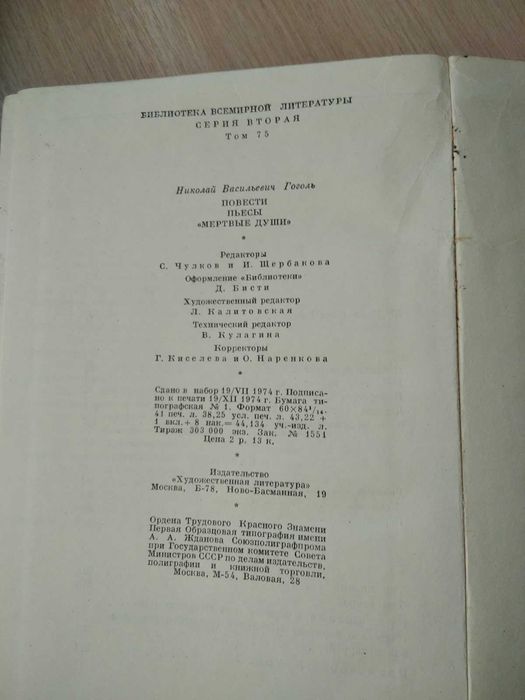 БИБЛИОТЕКА ВСЕМИРНОЙ ЛИТЕРАТУРЫ
СЕРИЯ ВТОРАЯ
Том 75
Николай Васильевич Гоголь
ПОВЕСТИ
ПЬЕСЫ
«МЕРТВЫЕ ДУШИ»
*
Редакторы
С. Чулков и И. Щербакова
Оформление «Библиотеки»
Д. Бисти
Художественный редактор
Л. Калитовская
Технический редактор
В. Кулагина
Корректоры
Г. Киселева и О. Наренкова
*
Сдано в набор 19/VII 1974 г. Подписа-
но к печати 19/XII 1974 г. Бумага ти-
пографская № 1. Формат 60×84¹/₁₆.
41 печ. л. 38,25 усл. печ. л. 43,22 +
1 вкл. + 8 нак. = 44,134 уч.-изд. л.
Тираж 303 000 экз. Зак. № 1551
Цена 2 р. 13 к.
*
Издательство
«Художественная литература»
Москва, Б-78, Ново-Басманная, 19
*
Ордена Трудового Красного Знамени
Первая Образцовая типография имени
А. А. Жданова Союзполиграфпрома
при Государственном комитете Совета
Министров СССР по делам издательств,
полиграфии и книжной торговли,
Москва, М-54, Валовая, 28